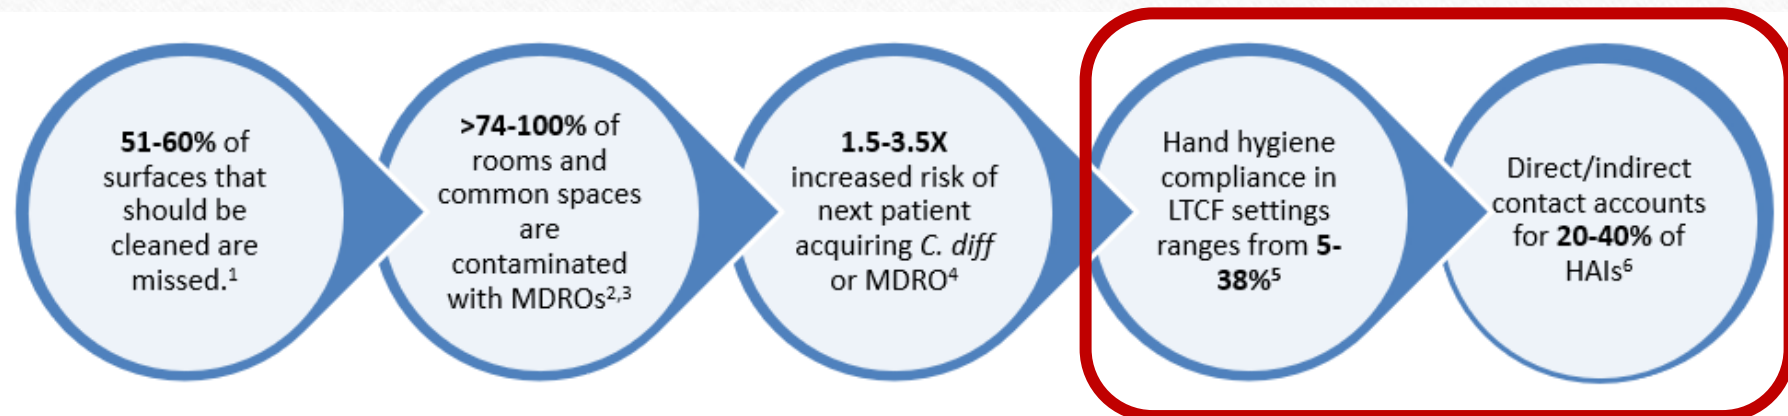 51-60% of
surfaces that
should be
cleaned are
missed.¹
>74-100% of
rooms and
common spaces
are
contaminated
with MDROs²,³
1.5-3.5X
increased risk of
next patient
acquiring C. diff
or MDRO⁴
Hand hygiene
compliance in
LTCF settings
ranges from 5-
38%⁵
Direct/indirect
contact accounts
for 20-40% of
HAIs⁶